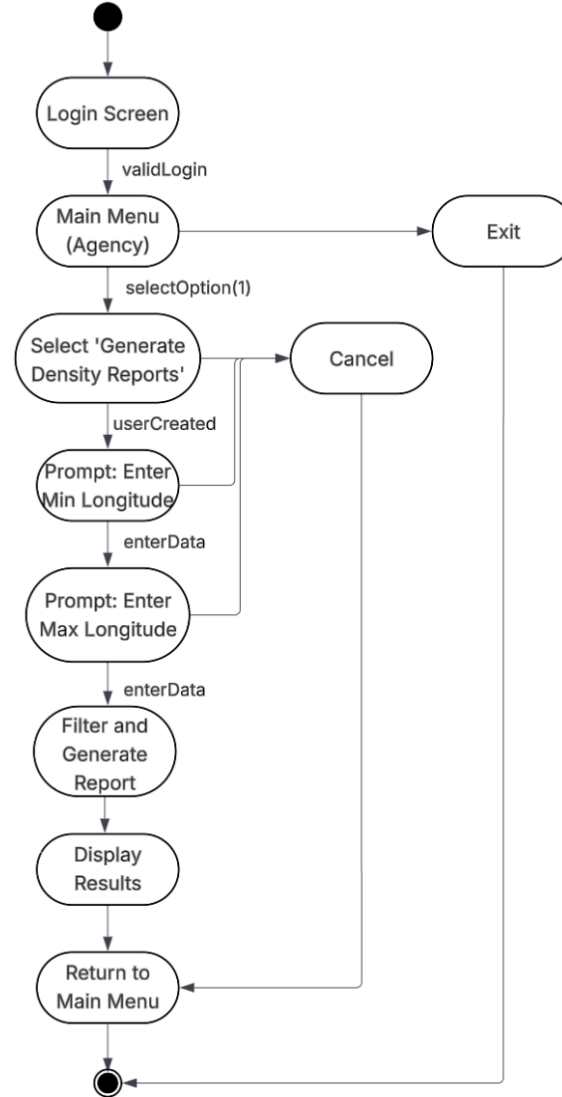 Login Screen
validLogin
Main Menu
(Agency)
Exit
selectOption(1)
Select 'Generate
Density Reports'
Cancel
userCreated
Prompt: Enter
Min Longitude
enterData
Prompt: Enter
Max Longitude
enterData
Filter and
Generate
Report
Display
Results
Return to
Main Menu